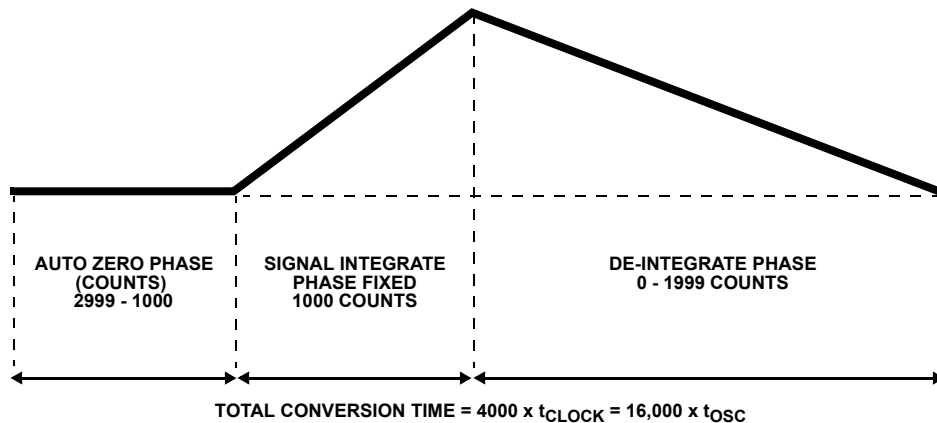 AUTO ZERO PHASE
(COUNTS)
2999 - 1000
SIGNAL INTEGRATE
PHASE FIXED
1000 COUNTS
DE-INTEGRATE PHASE
0 - 1999 COUNTS
TOTAL CONVERSION TIME = 4000 x tCLOCK = 16,000 x tOSC